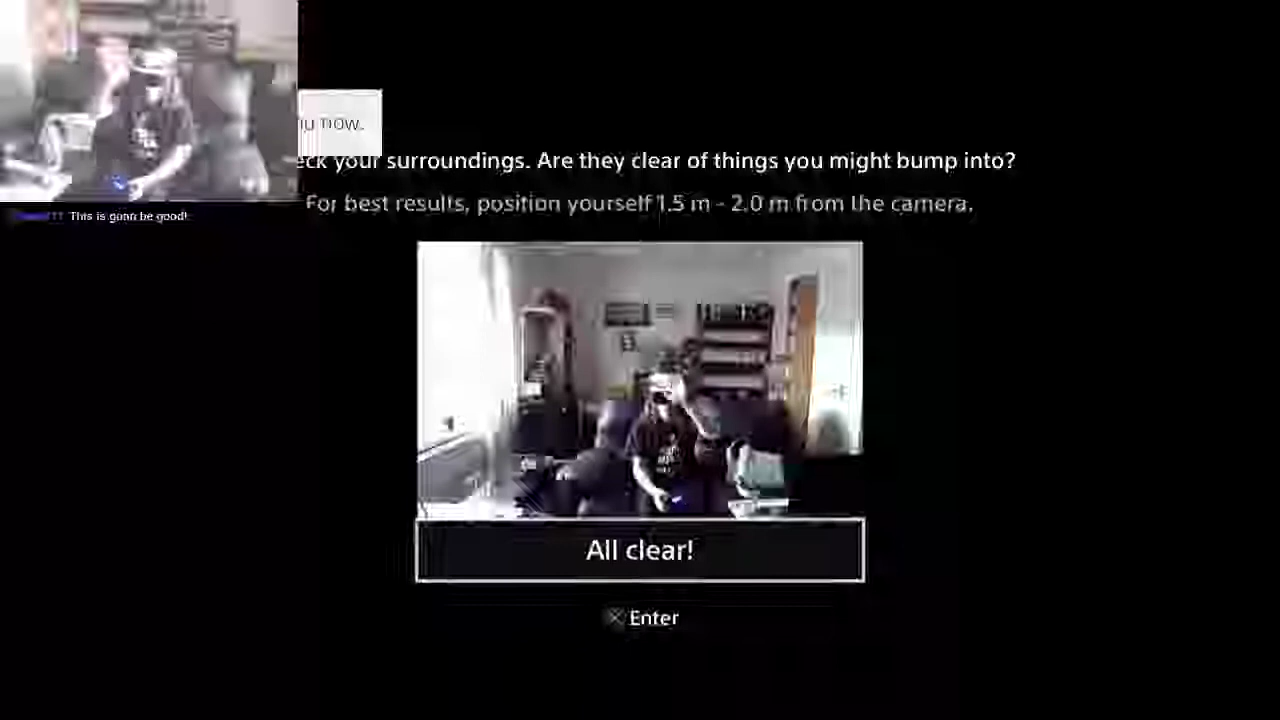 now.
your surroundings. Are they clear of things you might bump into?
For best results, position yourself 1.5 m - 2.0 m from the camera.
This is gonn be good!
All clear!
Enter